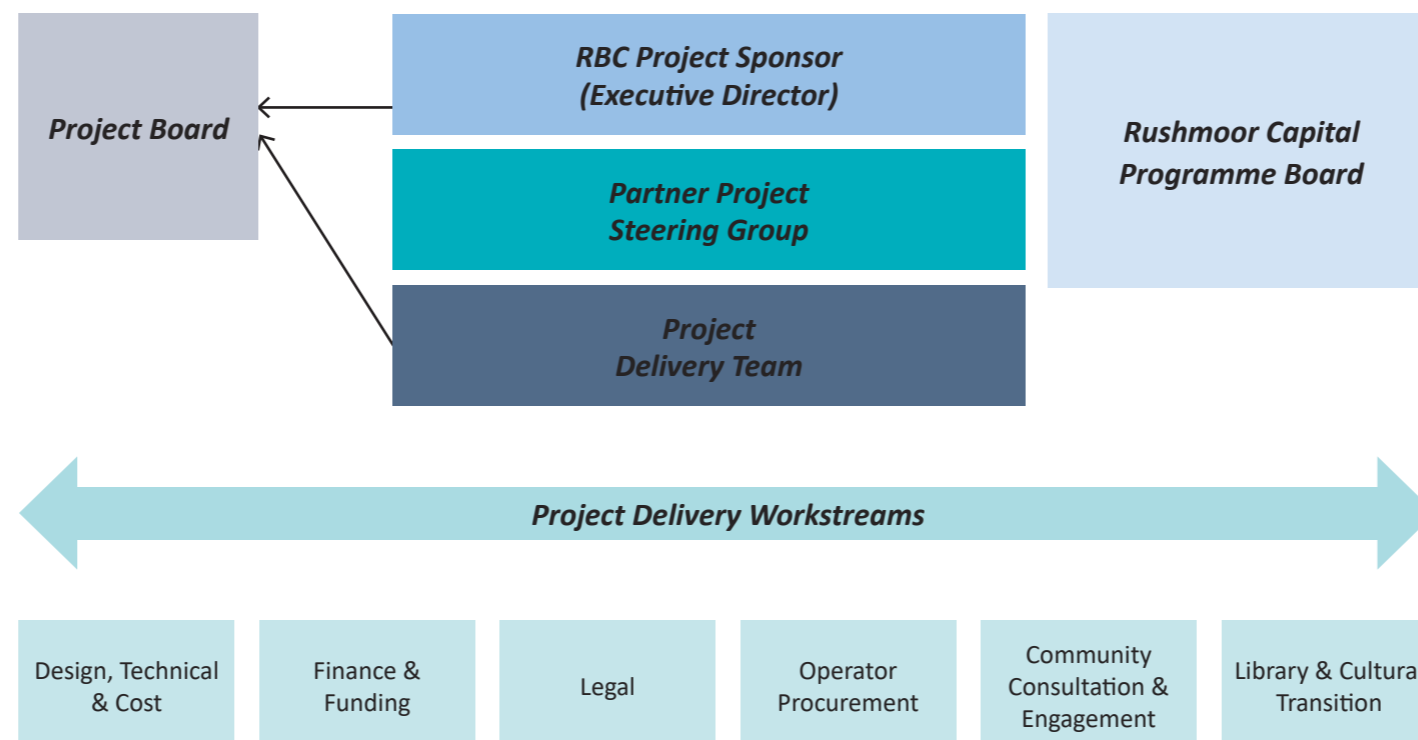 Project Board
RBC Project Sponsor
(Executive Director)
Partner Project
Steering Group
Project
Delivery Team
Rushmoor Capital
Programme Board
Project Delivery Workstreams
Design, Technical
& Cost
Finance &
Funding
Legal
Operator
Procurement
Community
Consultation &
Engagement
Library & Cultural
Transition